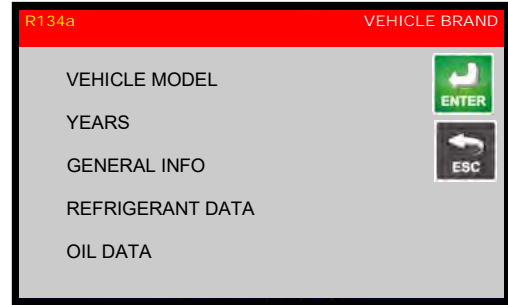 R134a VEHICLE BRAND
VEHICLE MODEL
ENTER
YEARS
GENERAL INFO
ESC
REFRIGERANT DATA
OIL DATA